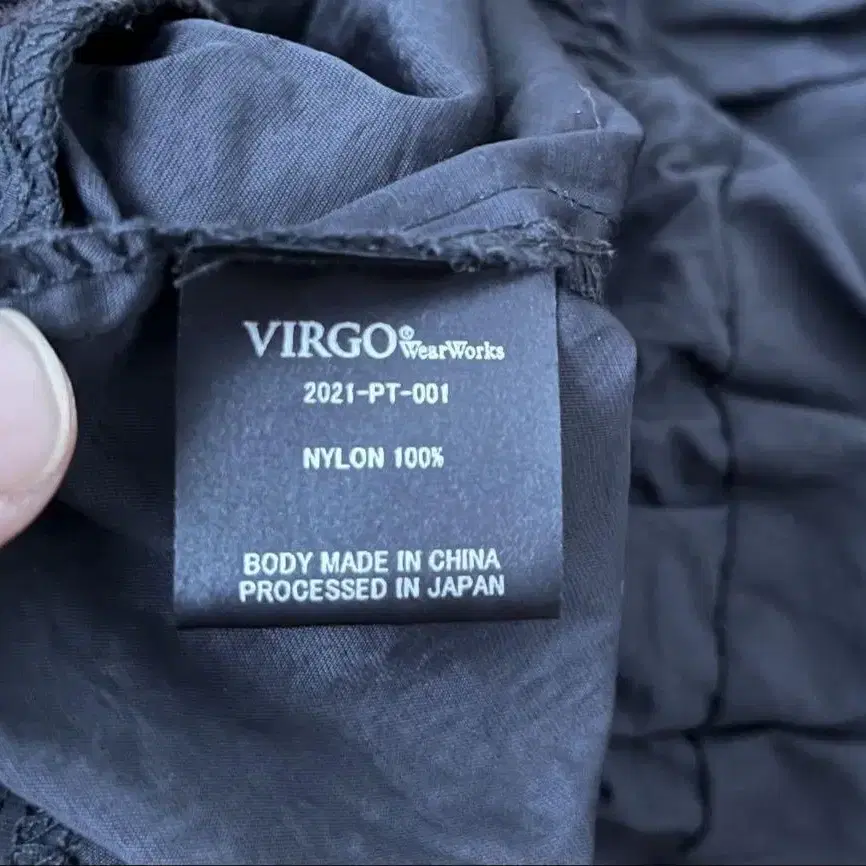 VIRGO® WearWorks
2021-PT-001
NYLON 100%
BODY MADE IN CHINA
PROCESSED IN JAPAN